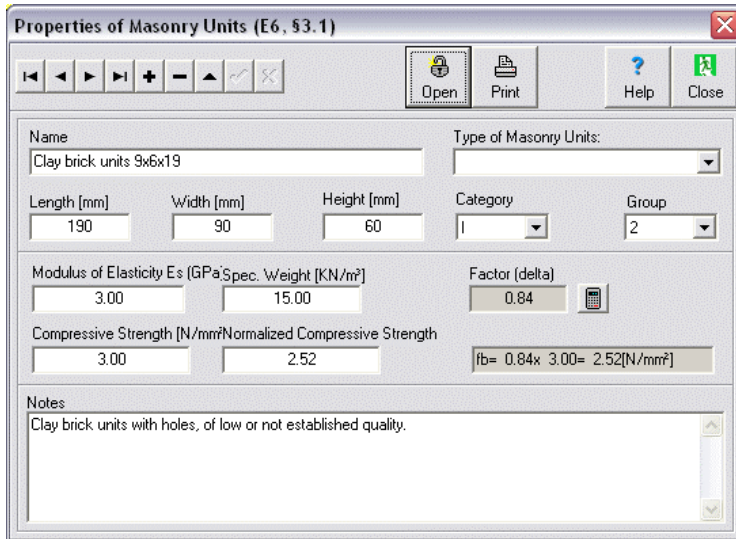 Properties of Masonry Units (E6, §3.1)
Open Print Help Close
Name Type of Masonry Units:
Clay brick units 9x6x19
Length [mm] Width [mm] Height [mm] Category Group
190 90 60 I 2
Modulus of Elasticity Es (GPa Spec. Weight [KN/m³] Factor (delta)
3.00 15.00 0.84
Compressive Strength [N/mm² Normalized Compressive Strength
3.00 2.52 fb= 0.84x 3.00= 2.52[N/mm²]
Notes
Clay brick units with holes, of low or not established quality.